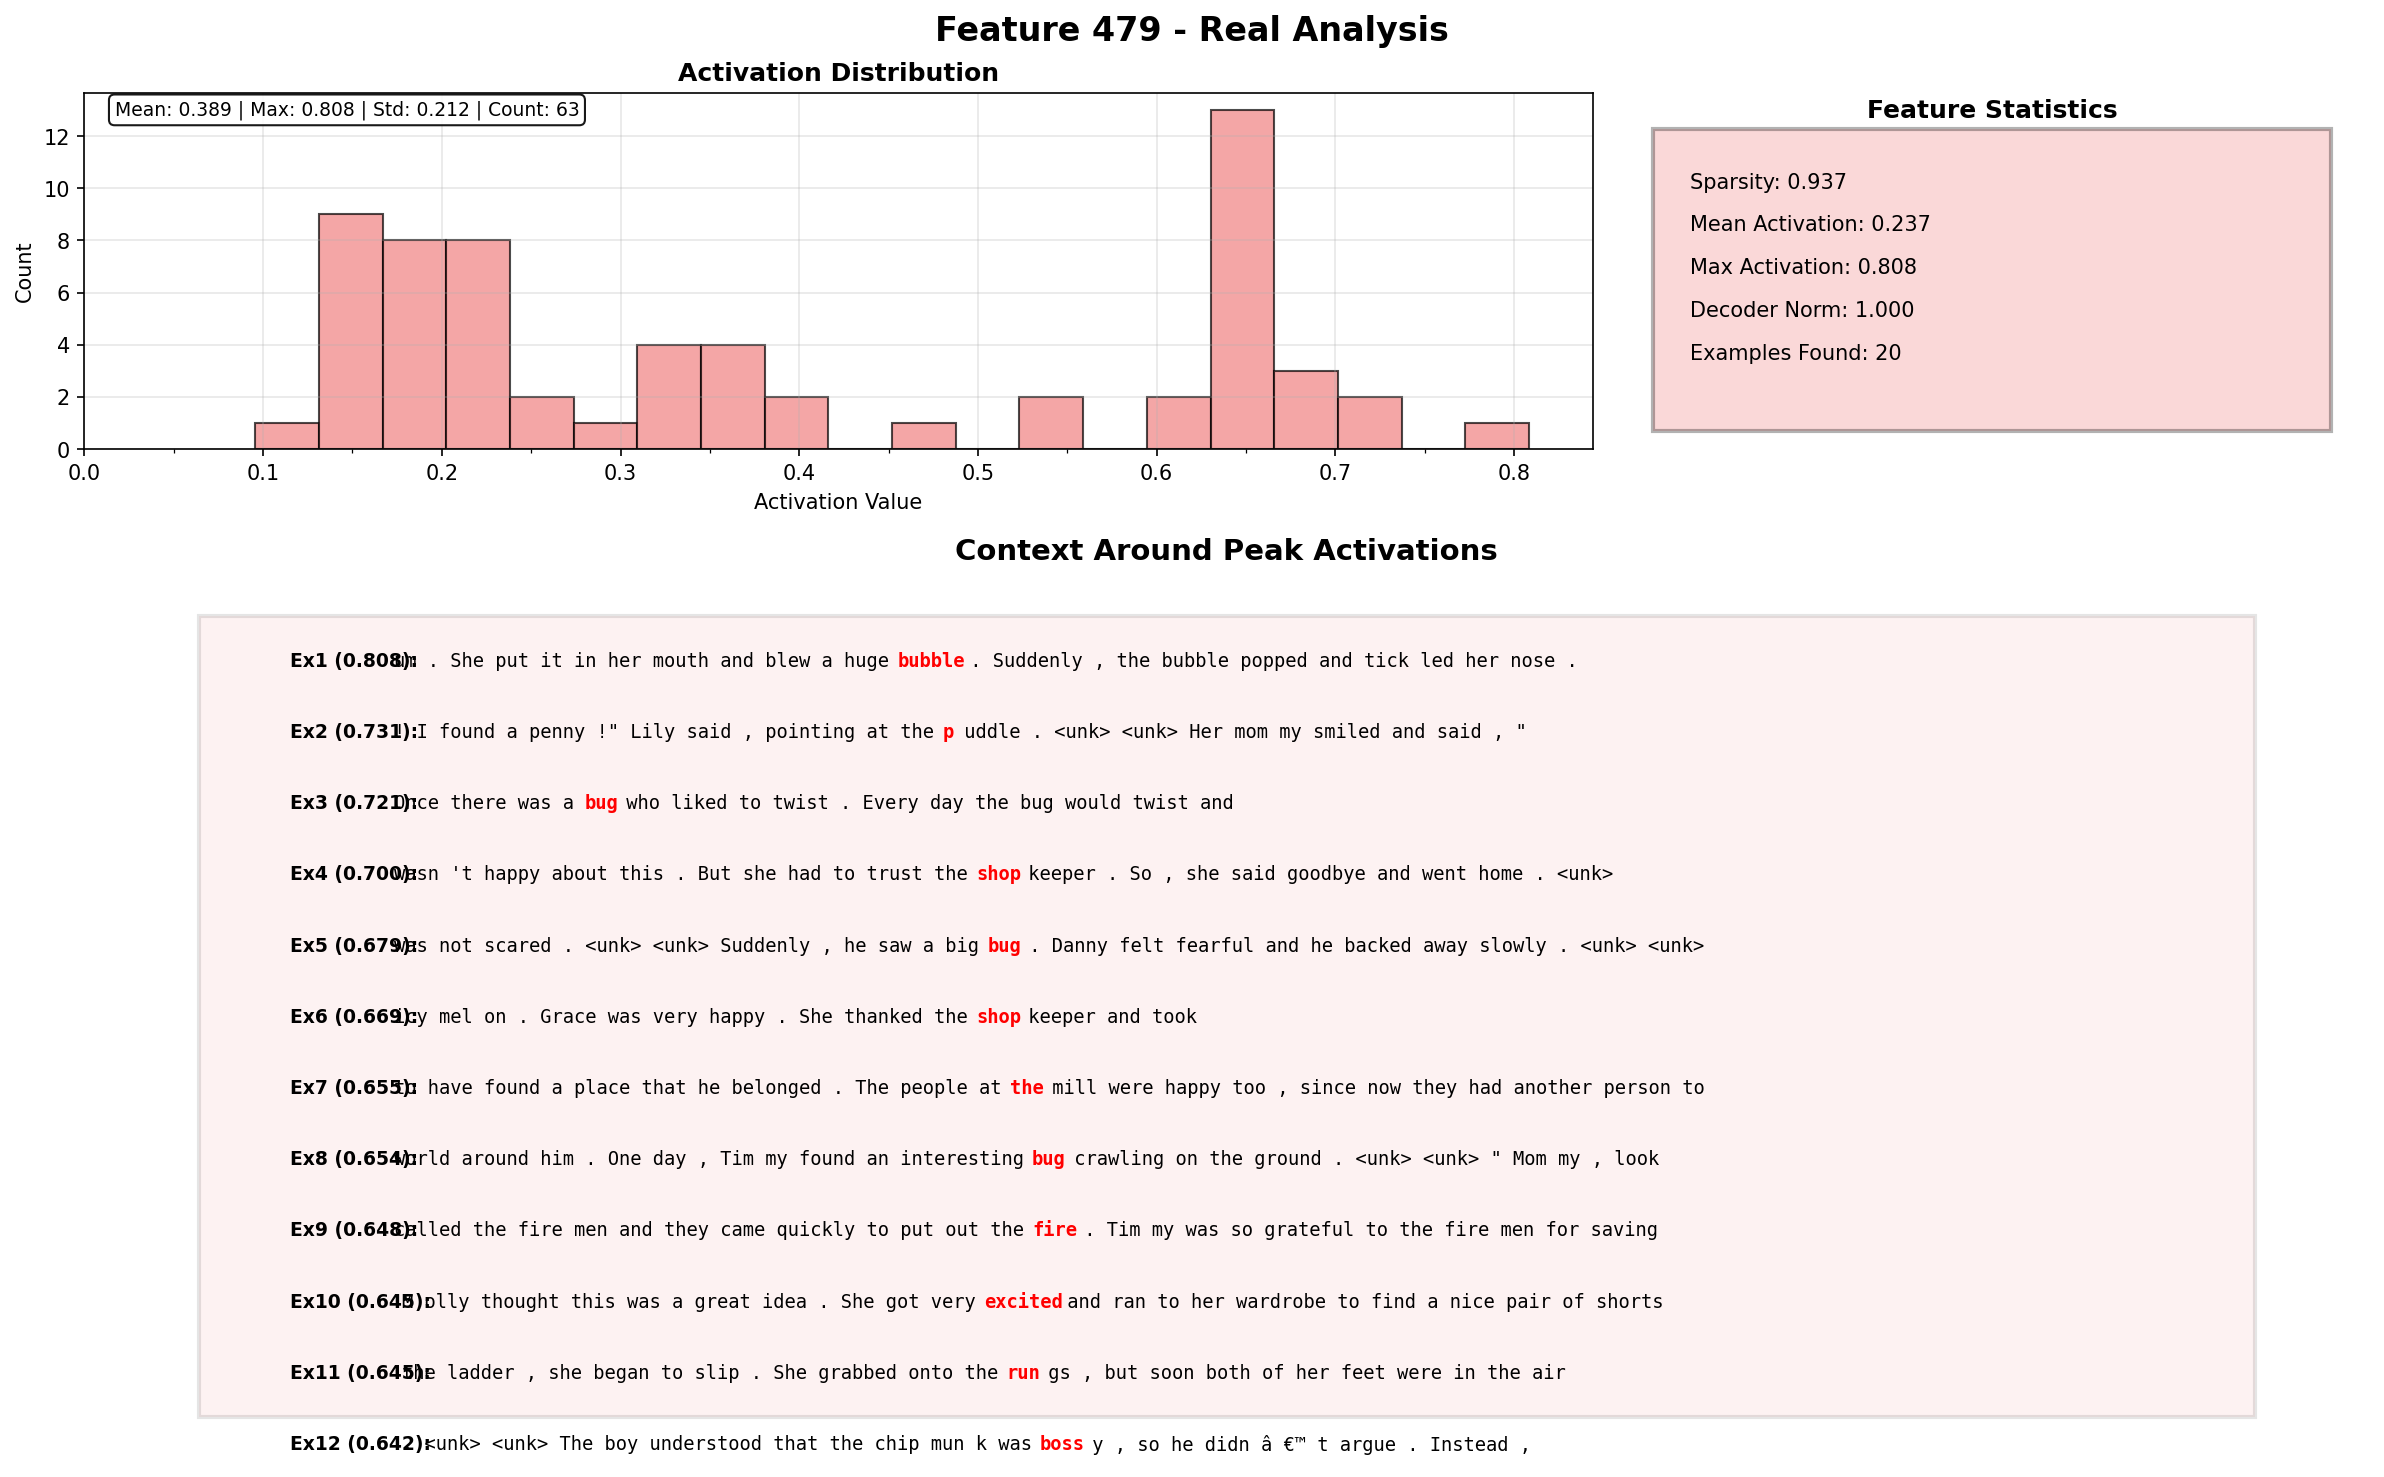 Feature 479 - Real Analysis
Activation Distribution
Mean: 0.389 | Max: 0.808 | Std: 0.212 | Count: 63
Count
12
10
8
6
4
2
0
0.0 0.1 0.2 0.3 0.4 0.5 0.6 0.7 0.8
Activation Value
Feature Statistics
Sparsity: 0.937
Mean Activation: 0.237
Max Activation: 0.808
Decoder Norm: 1.000
Examples Found: 20
Context Around Peak Activations
Ex1 (0.808): . She put it in her mouth and blew a huge bubble . Suddenly , the bubble popped and tick led her nose .
Ex2 (0.731): I found a penny !" Lily said , pointing at the p uddle . <unk> <unk> Her mom my smiled and said , "
Ex3 (0.721): Once there was a bug who liked to twist . Every day the bug would twist and
Ex4 (0.700): wasn 't happy about this . But she had to trust the shop keeper . So , she said goodbye and went home . <unk>
Ex5 (0.679): was not scared . <unk> <unk> Suddenly , he saw a big bug . Danny felt fearful and he backed away slowly . <unk> <unk>
Ex6 (0.669): icy mel on . Grace was very happy . She thanked the shop keeper and took
Ex7 (0.655): to have found a place that he belonged . The people at the mill were happy too , since now they had another person to
Ex8 (0.654): world around him . One day , Tim my found an interesting bug crawling on the ground . <unk> <unk> " Mom my , look
Ex9 (0.648): called the fire men and they came quickly to put out the fire . Tim my was so grateful to the fire men for saving
Ex10 (0.645): Molly thought this was a great idea . She got very excited and ran to her wardrobe to find a nice pair of shorts
Ex11 (0.645): the ladder , she began to slip . She grabbed onto the run gs , but soon both of her feet were in the air
Ex12 (0.642): <unk> <unk> The boy understood that the chip mun k was boss y , so he didn â €™ t argue . Instead ,